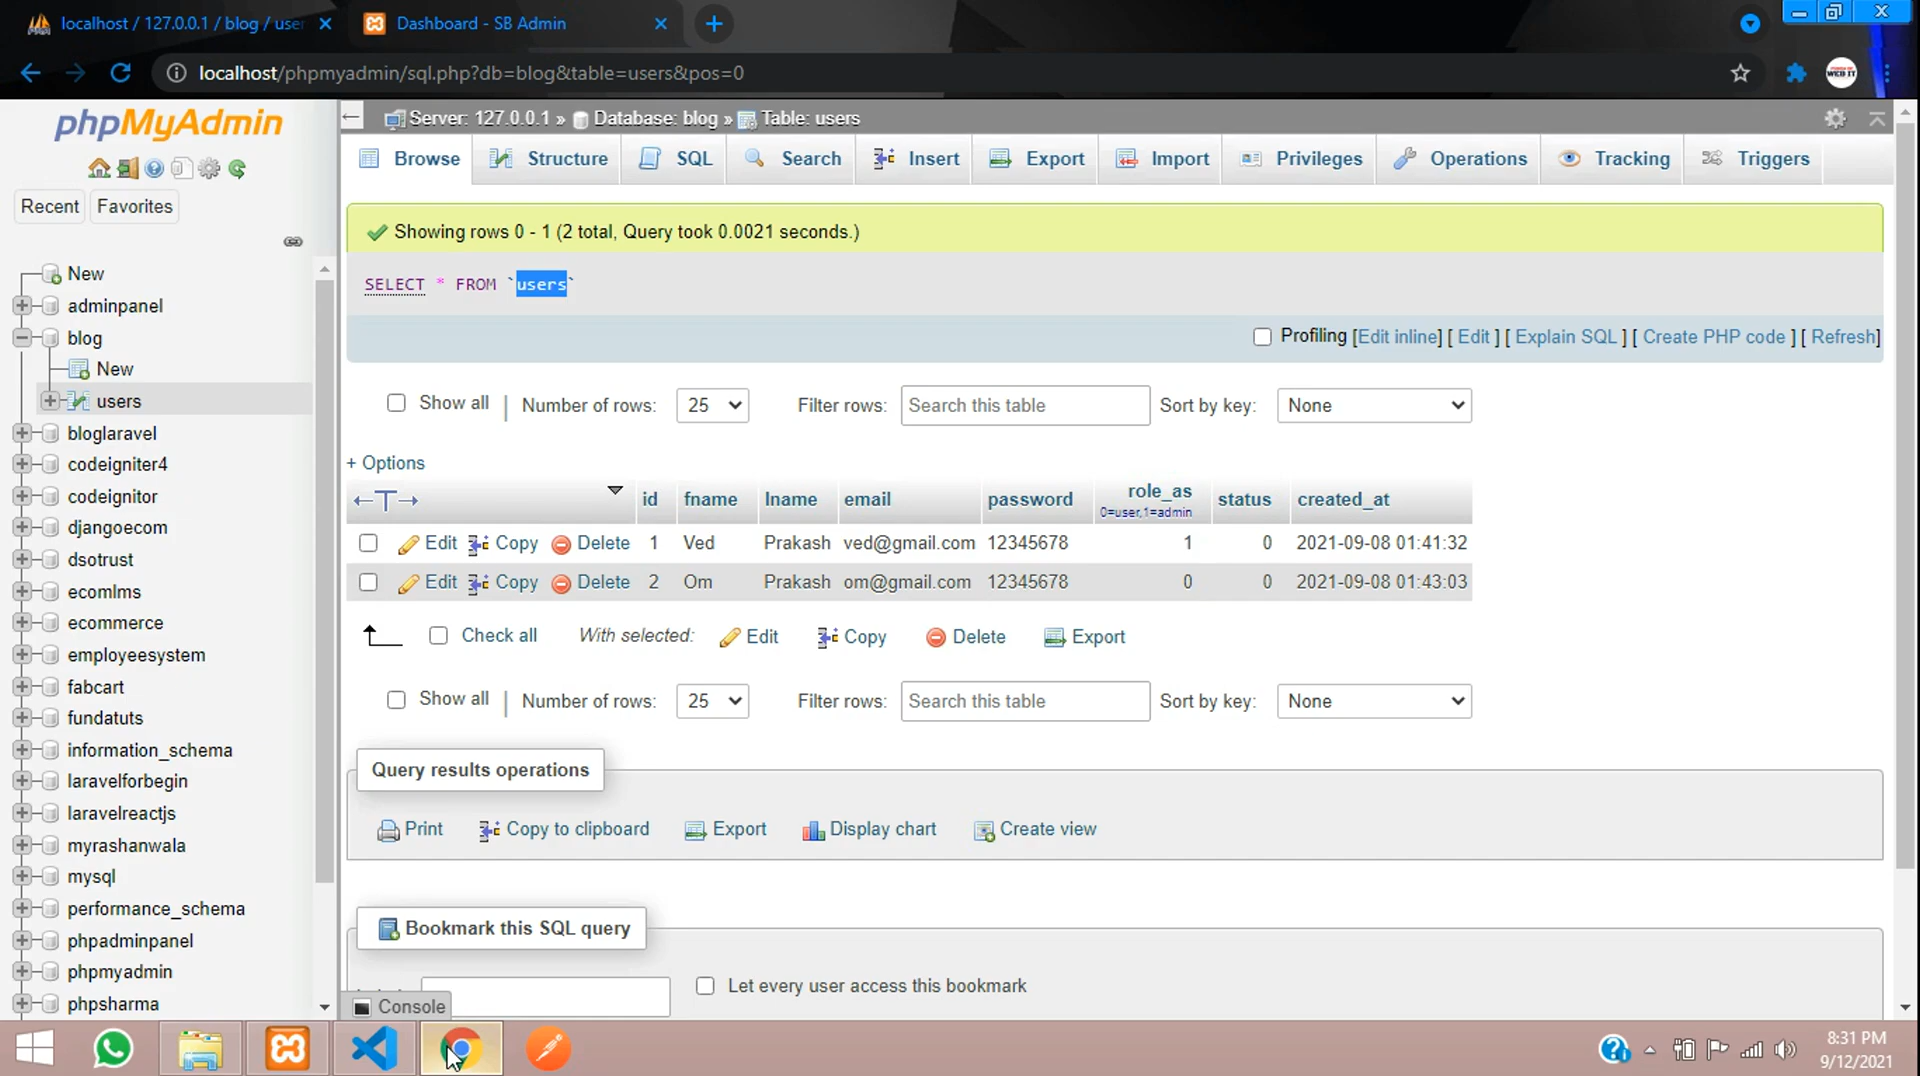 localhost / 127.0.0.1 / blog / user
Dashboard - SB Admin
localhost/phpmyadmin/sql.php?db=blog&table=users&pos=0
phpMyAdmin
Server: 127.0.0.1 » Database: blog » Table: users
Browse Structure SQL Search Insert Export Import Privileges Operations Tracking Triggers
Recent Favorites
Showing rows 0 - 1 (2 total, Query took 0.0021 seconds.)
SELECT * FROM `users`
Profiling [Edit inline] [ Edit ] [ Explain SQL ] [ Create PHP code ] [ Refresh]
New
adminpanel
blog
New
users
bloglaravel
codeigniter4
codeignitor
djangoecom
dsotrust
ecomlms
ecommerce
employeesystem
fabcart
fundatuts
information_schema
laravelforbegin
laravelreactjs
myrashanwala
mysql
performance_schema
phpadminpanel
phpmyadmin
phpsharma
Show all | Number of rows: 25 Filter rows: Search this table Sort by key: None
+ Options
←T→ id fname lname email password role_as status created_at
0=user,1=admin
Edit Copy Delete 1 Ved Prakash ved@gmail.com 12345678 1 0 2021-09-08 01:41:32
Edit Copy Delete 2 Om Prakash om@gmail.com 12345678 0 0 2021-09-08 01:43:03
Check all With selected: Edit Copy Delete Export
Show all | Number of rows: 25 Filter rows: Search this table Sort by key: None
Query results operations
Print Copy to clipboard Export Display chart Create view
Bookmark this SQL query
Let every user access this bookmark
Console
8:31 PM
9/12/2021